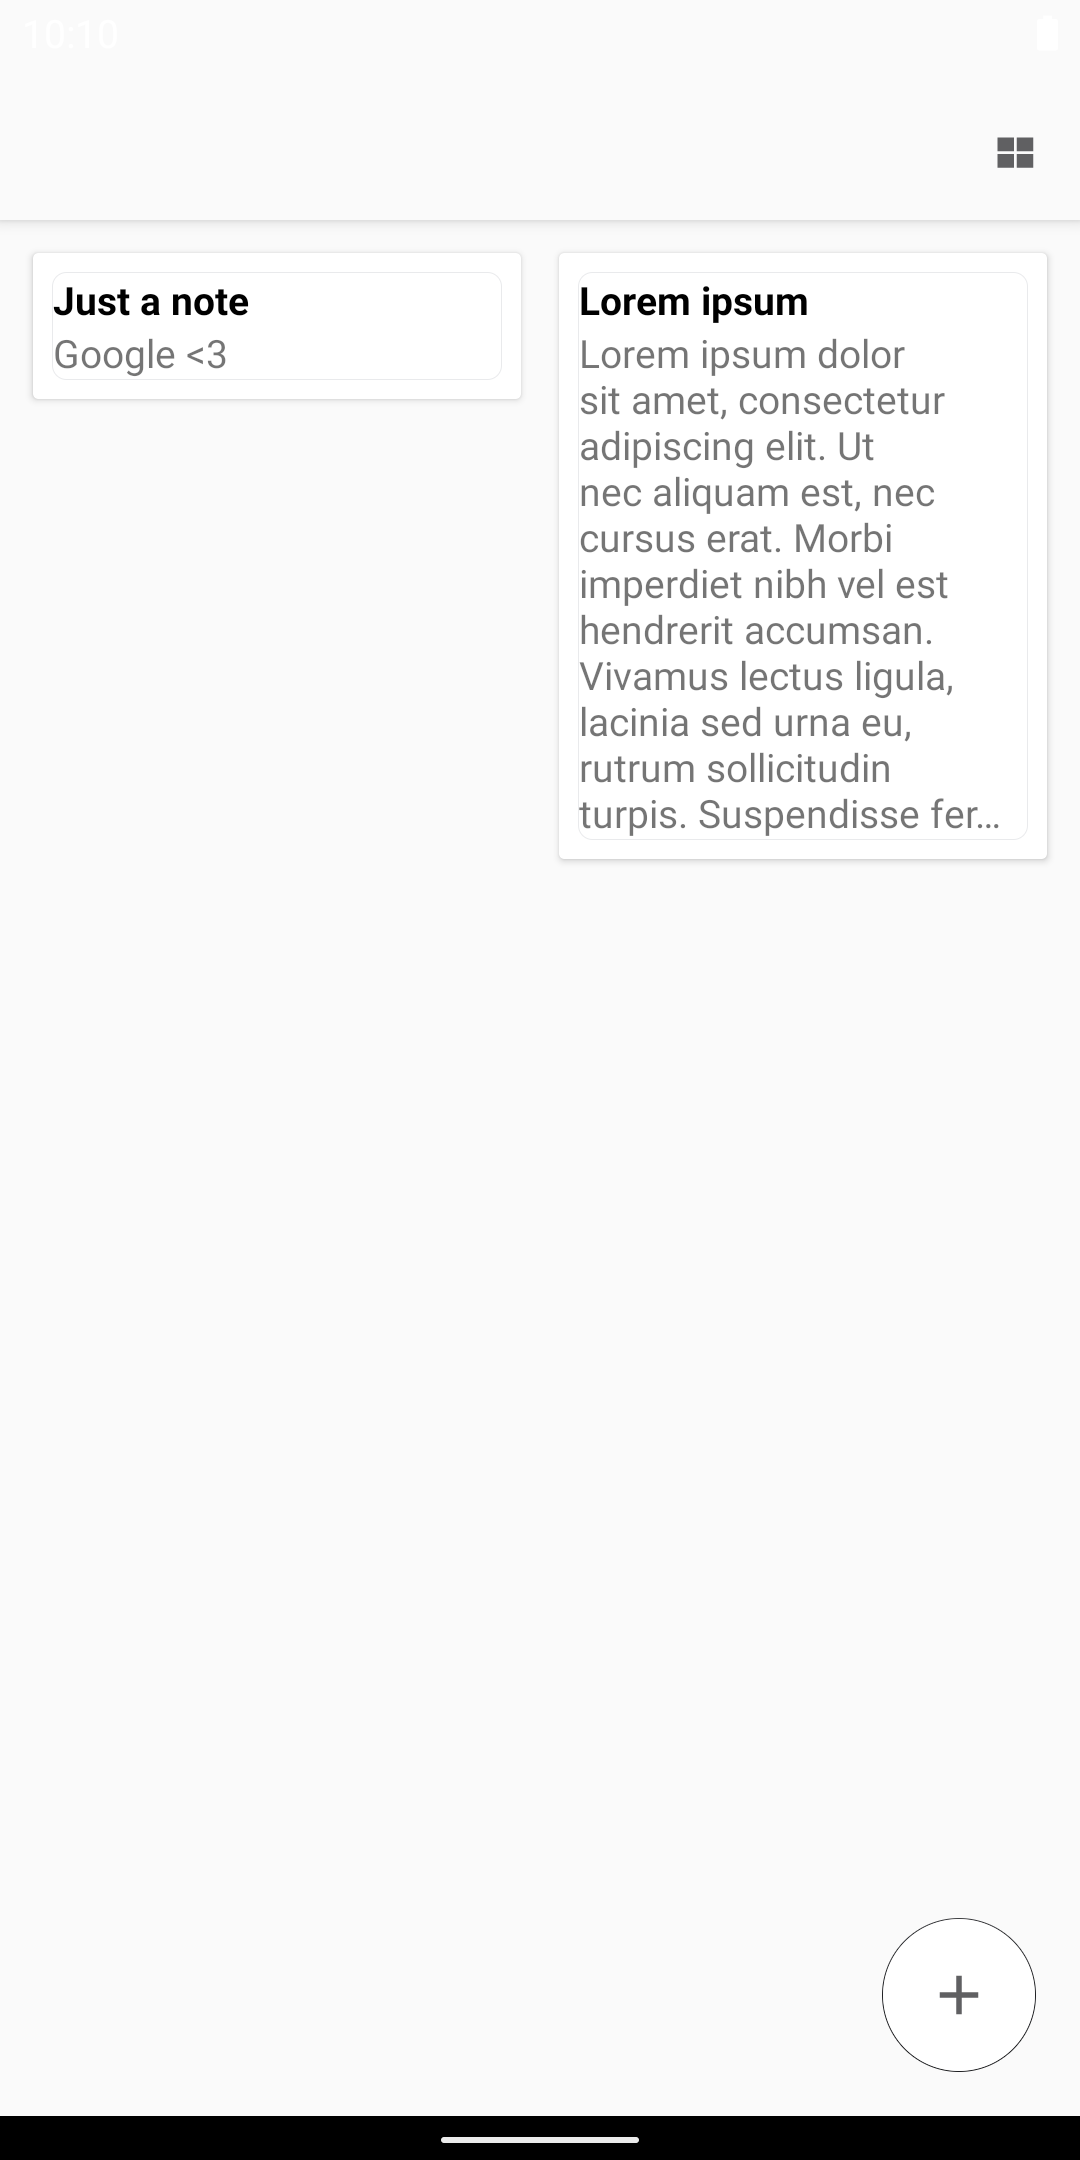 10:10
Just a note
Google <3
Lorem ipsum
Lorem ipsum dolor
sit amet, consectetur
adipiscing elit. Ut
nec aliquam est, nec
cursus erat. Morbi
imperdiet nibh vel est
hendrerit accumsan.
Vivamus lectus ligula,
lacinia sed urna eu,
rutrum sollicitudin
turpis. Suspendisse fer…